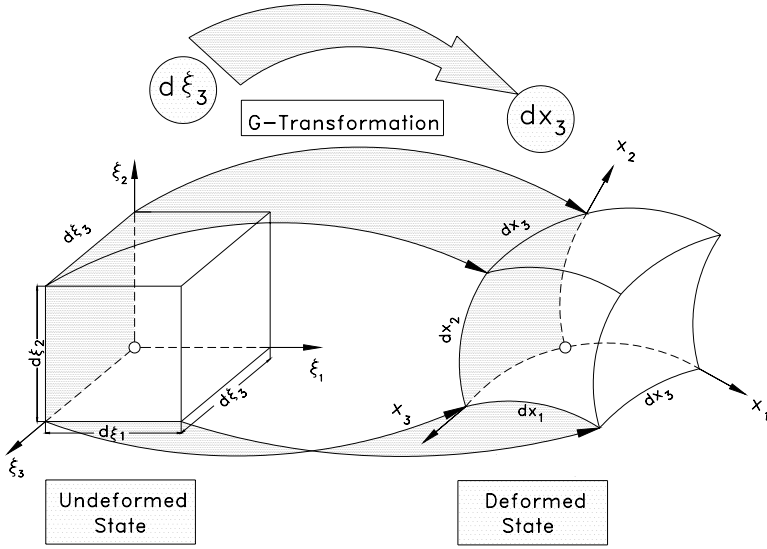 dξ₃
G-Transformation
dx₃
ξ₂
x₂
dξ₃
dx₃
dξ₂
dx₂
ξ₁
dξ₃
x₃
dx₁
dx₃
x₁
dξ₁
ξ₃
Undeformed
State
Deformed
State